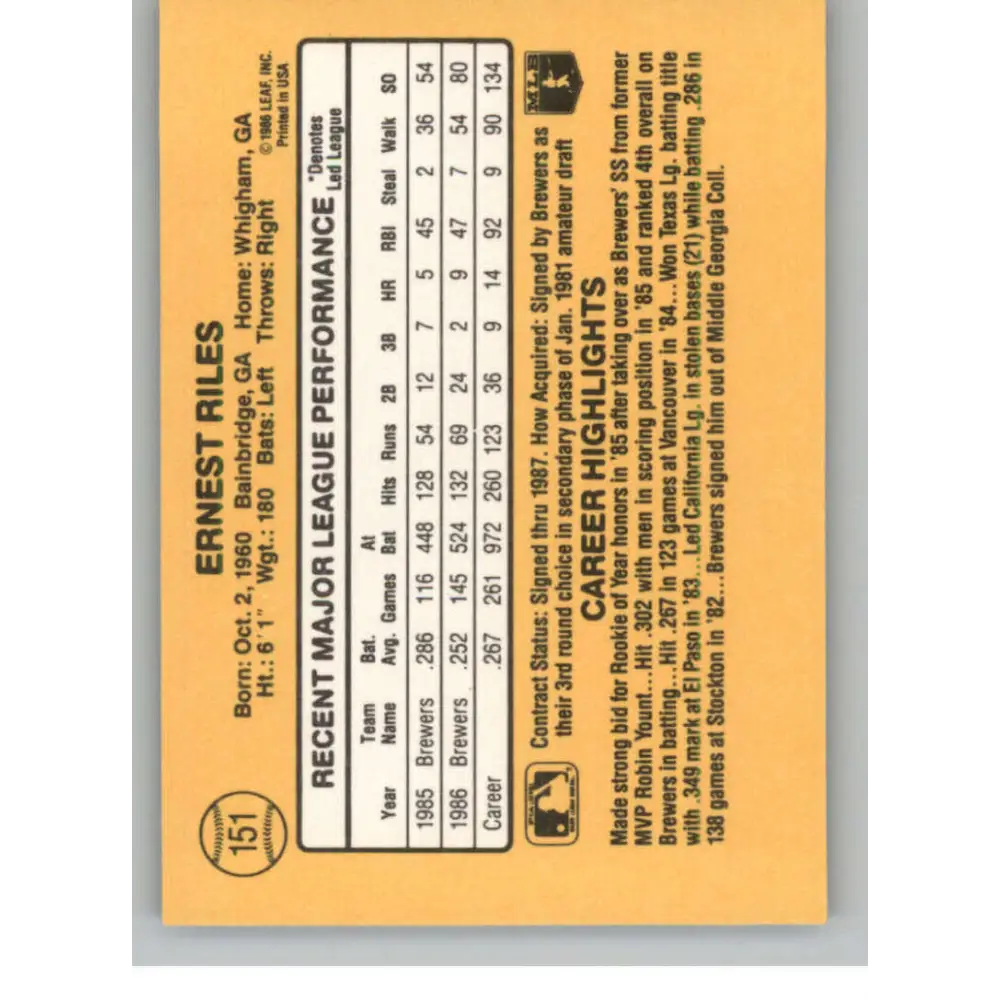 151
ERNEST RILES
Born: Oct. 2, 1960 Bainbridge, GA Home: Whigham, GA
Ht.: 6'1" Wgt.: 180 Bats: Left Throws: Right
© 1986 LEAF, INC.
Printed in USA
RECENT MAJOR LEAGUE PERFORMANCE
*Denotes
Led League
Year Team Name Bat. Avg. Games At Bat Hits Runs 2B 3B HR RBI Steal Walk SO
1985 Brewers .286 116 448 128 54 12 7 5 45 2 36 54
1986 Brewers .252 145 524 132 69 24 2 9 47 7 54 80
Career .267 261 972 260 123 36 9 14 92 9 90 134
Contract Status: Signed thru 1987. How Acquired: Signed by Brewers as
their 3rd round choice in secondary phase of Jan. 1981 amateur draft
MLB
CAREER HIGHLIGHTS
Made strong bid for Rookie of Year honors in '85 after taking over as Brewers' SS from former
MVP Robin Yount...Hit .302 with men in scoring position in '85 and ranked 4th overall on
Brewers in batting...Hit .267 in 123 games at Vancouver in '84...Won Texas Lg. batting title
with .349 mark at El Paso in '83...Led California Lg. in stolen bases (21) while batting .286 in
138 games at Stockton in '82...Brewers signed him out of Middle Georgia Coll.